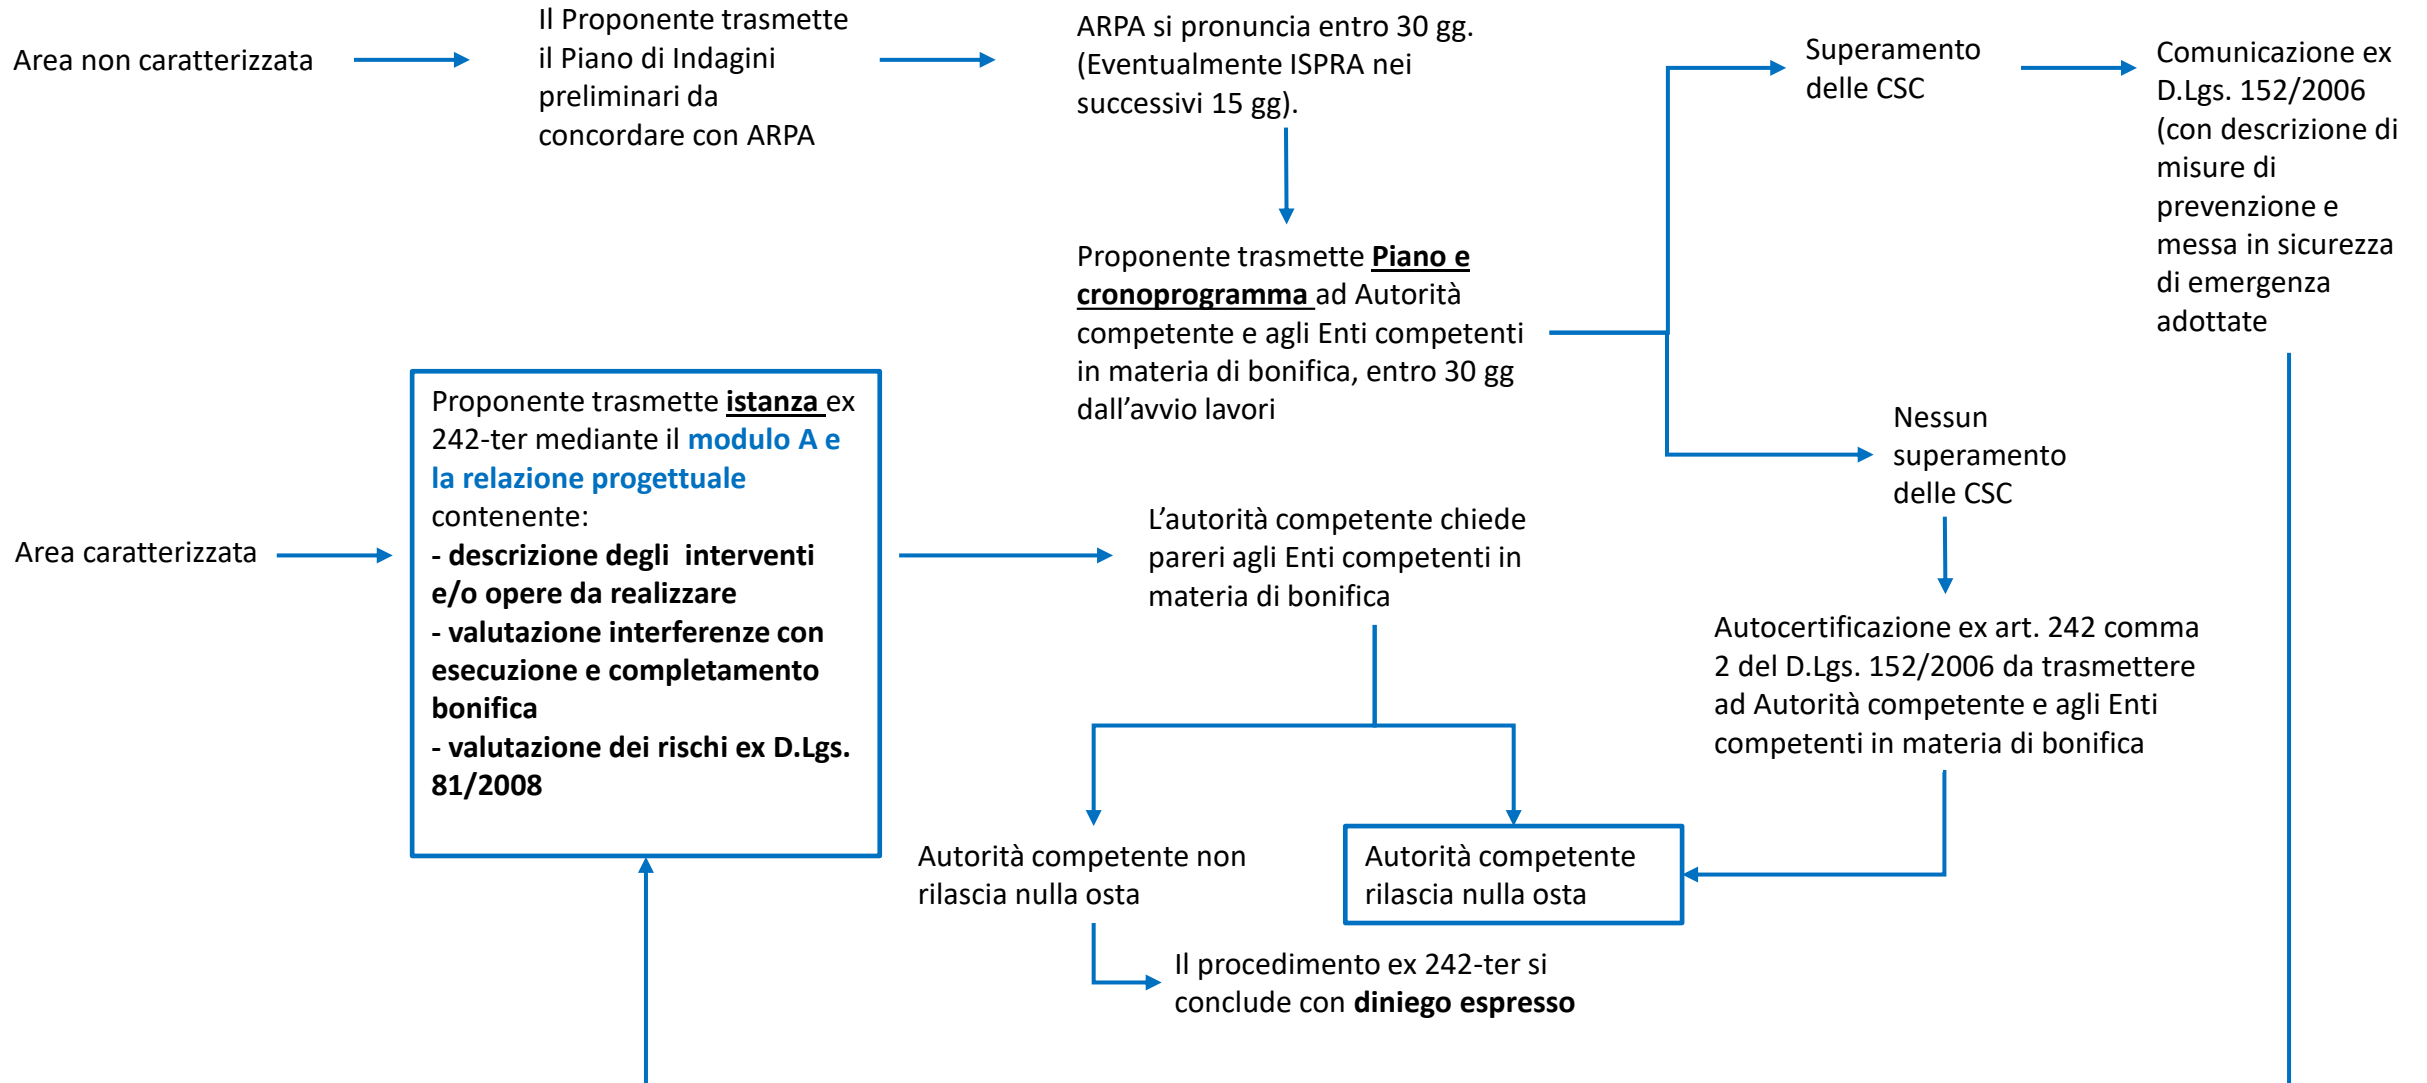 Area non caratterizzata
Il Proponente trasmette
il Piano di Indagini
preliminari da
concordare con ARPA
ARPA si pronuncia entro 30 gg.
(Eventualmente ISPRA nei
successivi 15 gg).
Superamento
delle CSC
Comunicazione ex
D.Lgs. 152/2006
(con descrizione di
misure di
prevenzione e
messa in sicurezza
di emergenza
adottate
Proponente trasmette Piano e
cronoprogramma ad Autorità
competente e agli Enti competenti
in materia di bonifica, entro 30 gg
dall’avvio lavori
Nessun
superamento
delle CSC
Autocertificazione ex art. 242 comma
2 del D.Lgs. 152/2006 da trasmettere
ad Autorità competente e agli Enti
competenti in materia di bonifica
Area caratterizzata
Proponente trasmette istanza ex
242-ter mediante il modulo A e
la relazione progettuale
contenente:
- descrizione degli  interventi
e/o opere da realizzare
- valutazione interferenze con
esecuzione e completamento
bonifica
- valutazione dei rischi ex D.Lgs.
81/2008
L’autorità competente chiede
pareri agli Enti competenti in
materia di bonifica
Autorità competente non
rilascia nulla osta
Autorità competente
rilascia nulla osta
Il procedimento ex 242-ter si
conclude con diniego espresso